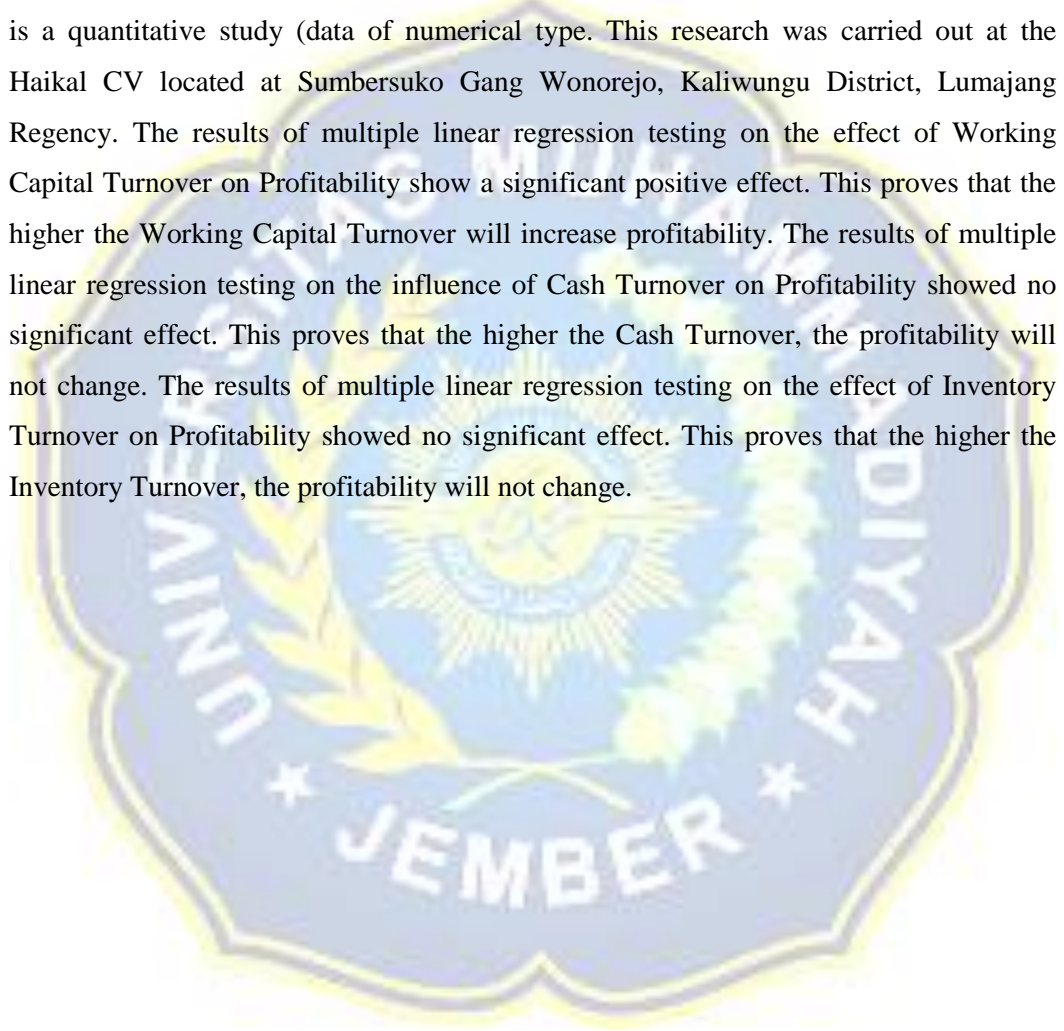 is a quantitative study (data of numerical type. This research was carried out at the
Haikal CV located at Sumbersuko Gang Wonorejo, Kaliwungu District, Lumajang
Regency. The results of multiple linear regression testing on the effect of Working
Capital Turnover on Profitability show a significant positive effect. This proves that the
higher the Working Capital Turnover will increase profitability. The results of multiple
linear regression testing on the influence of Cash Turnover on Profitability showed no
significant effect. This proves that the higher the Cash Turnover, the profitability will
not change. The results of multiple linear regression testing on the effect of Inventory
Turnover on Profitability showed no significant effect. This proves that the higher the
Inventory Turnover, the profitability will not change.
UNIVERSITAS MUHAMMADIYAH
JEMBER